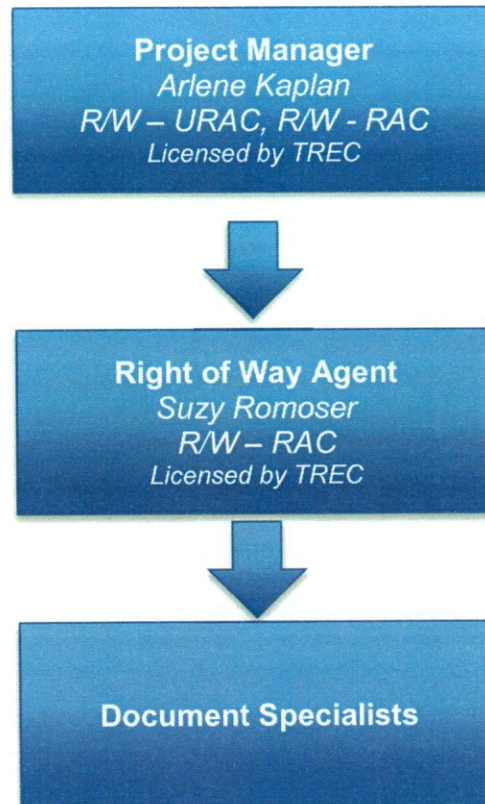 Project Manager
Arlene Kaplan
R/W – URAC, R/W - RAC
Licensed by TREC
Right of Way Agent
Suzy Romoser
R/W – RAC
Licensed by TREC
Document Specialists